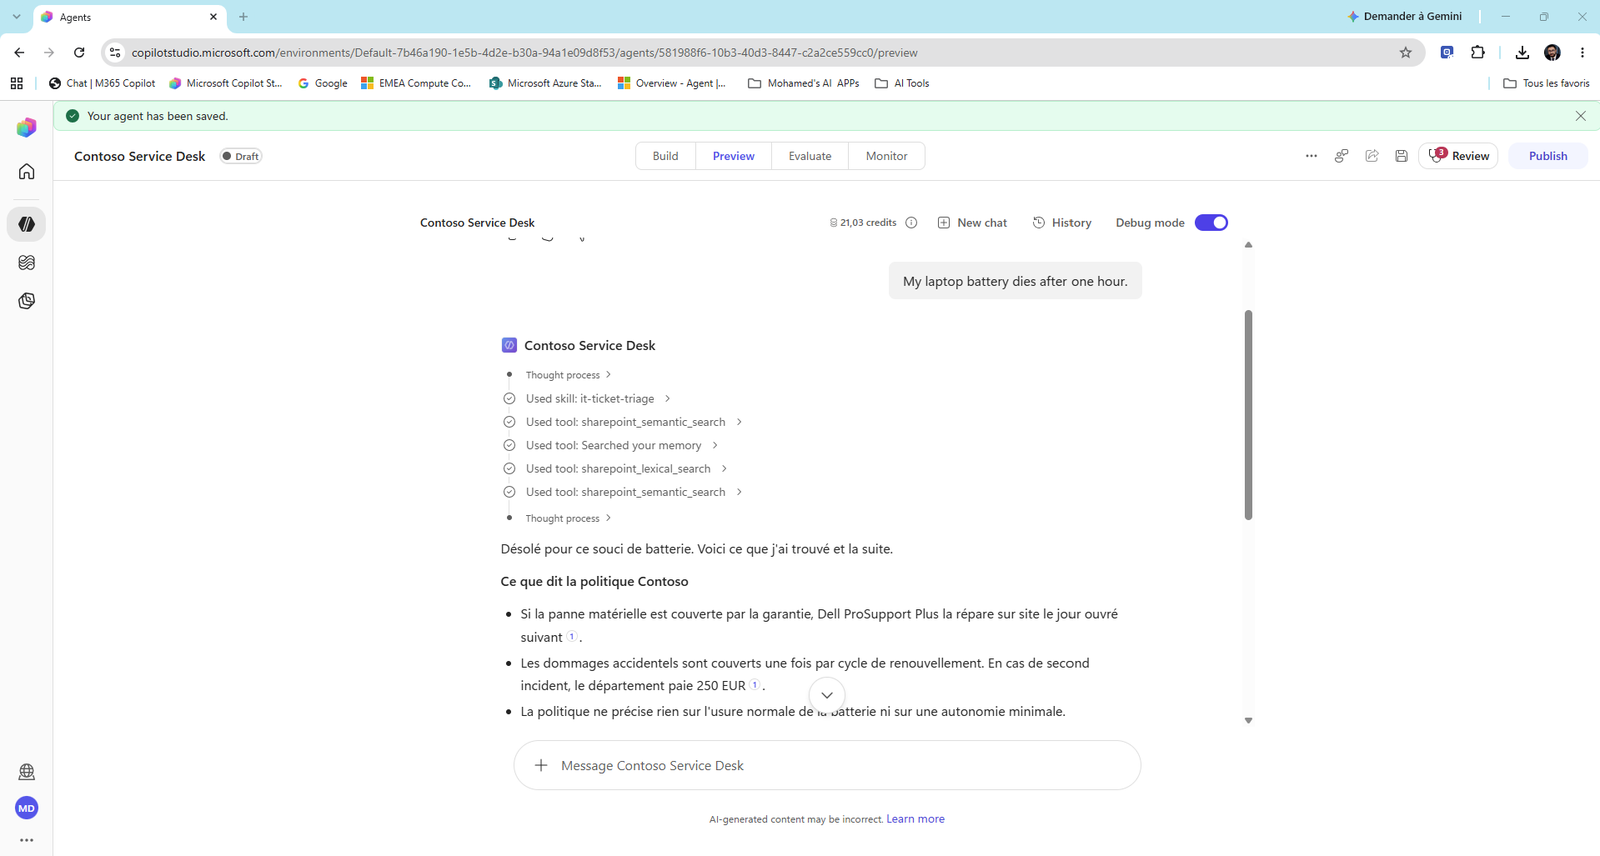 Agents
Demander à Gemini
copilotstudio.microsoft.com/environments/Default-7b46a190-1e5b-4d2e-b30a-94a1e09d8f53/agents/581988f6-10b3-40d3-8447-c2a2ce559cc0/preview
Chat | M365 Copilot
Microsoft Copilot St...
Google
EMEA Compute Co...
Microsoft Azure Sta...
Overview - Agent |...
Mohamed's AI APPs
AI Tools
Tous les favoris
Your agent has been saved.
Contoso Service Desk
Draft
Build
Preview
Evaluate
Monitor
3
Review
Publish
Contoso Service Desk
21,03 credits
New chat
History
Debug mode
My laptop battery dies after one hour.
Contoso Service Desk
Thought process
Used skill: it-ticket-triage
Used tool: sharepoint_semantic_search
Used tool: Searched your memory
Used tool: sharepoint_lexical_search
Used tool: sharepoint_semantic_search
Thought process
Désolé pour ce souci de batterie. Voici ce que j'ai trouvé et la suite.
Ce que dit la politique Contoso
• Si la panne matérielle est couverte par la garantie, Dell ProSupport Plus la répare sur site le jour ouvré
suivant 1.
• Les dommages accidentels sont couverts une fois par cycle de renouvellement. En cas de second
incident, le département paie 250 EUR 1.
• La politique ne précise rien sur l'usure normale de la batterie ni sur une autonomie minimale.
Message Contoso Service Desk
AI-generated content may be incorrect. Learn more
MD